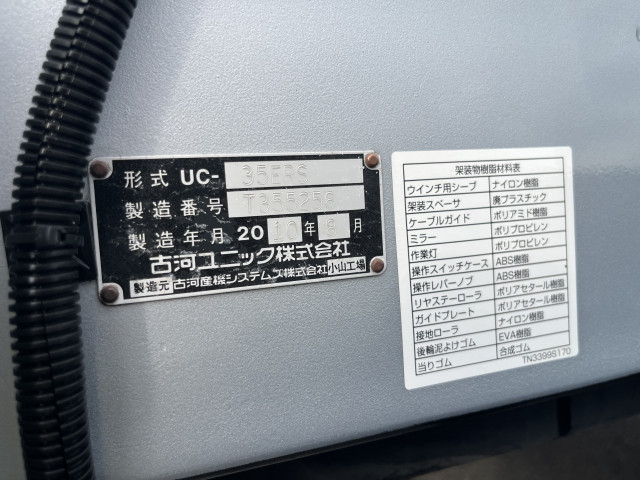 形式 UC- 35ERS
製造番号
製造年月 2010年6月
古河ユニック株式会社
製造元 古河産機システムズ株式会社小山工場
架装物樹脂材料表
ウインチ用シーブ ナイロン樹脂
架装スペーサ 廃プラスチック
ケーブルガイド ポリアミド樹脂
ミラー ポリプロピレン
作業灯 ポリプロピレン
操作スイッチケース ABS樹脂
操作レバーノブ ABS樹脂
リヤステーローラ ポリアセタール樹脂
ガイドプレート ポリアセタール樹脂
接地ローラ ナイロン樹脂
後輪泥よけゴム EVA樹脂
当りゴム 合成ゴム
TN3399S170